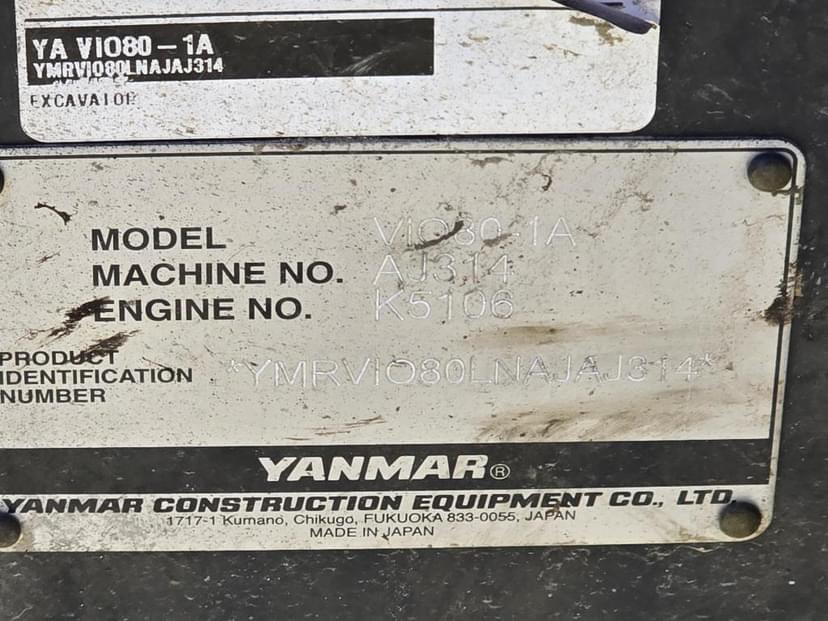 YA VIO80-1A
YMRVIO80LNAJAJ314
EXCAVATOR
MODEL VIO80-1A
MACHINE NO. AJ314
ENGINE NO. K5106
PRODUCT
IDENTIFICATION *YMRVIO80LNAJAJ314*
NUMBER
YANMAR®
YANMAR CONSTRUCTION EQUIPMENT CO., LTD.
1717-1 Kumano, Chikugo, FUKUOKA 833-0055, JAPAN
MADE IN JAPAN